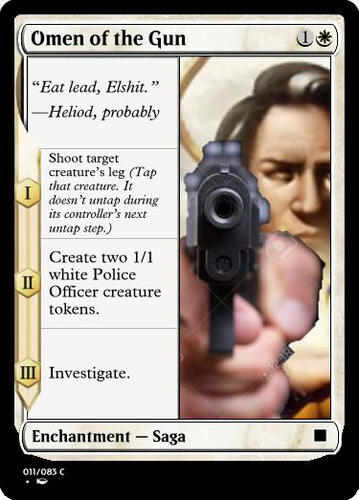 Omen of the Gun 1
“Eat lead, Elshit.”
—Heliod, probably
I
Shoot target
creature's leg (Tap
that creature. It
doesn't untap during
its controller's next
untap step.)
II
Create two 1/1
white Police
Officer creature
tokens.
III
Investigate.
Enchantment — Saga
011/083 C